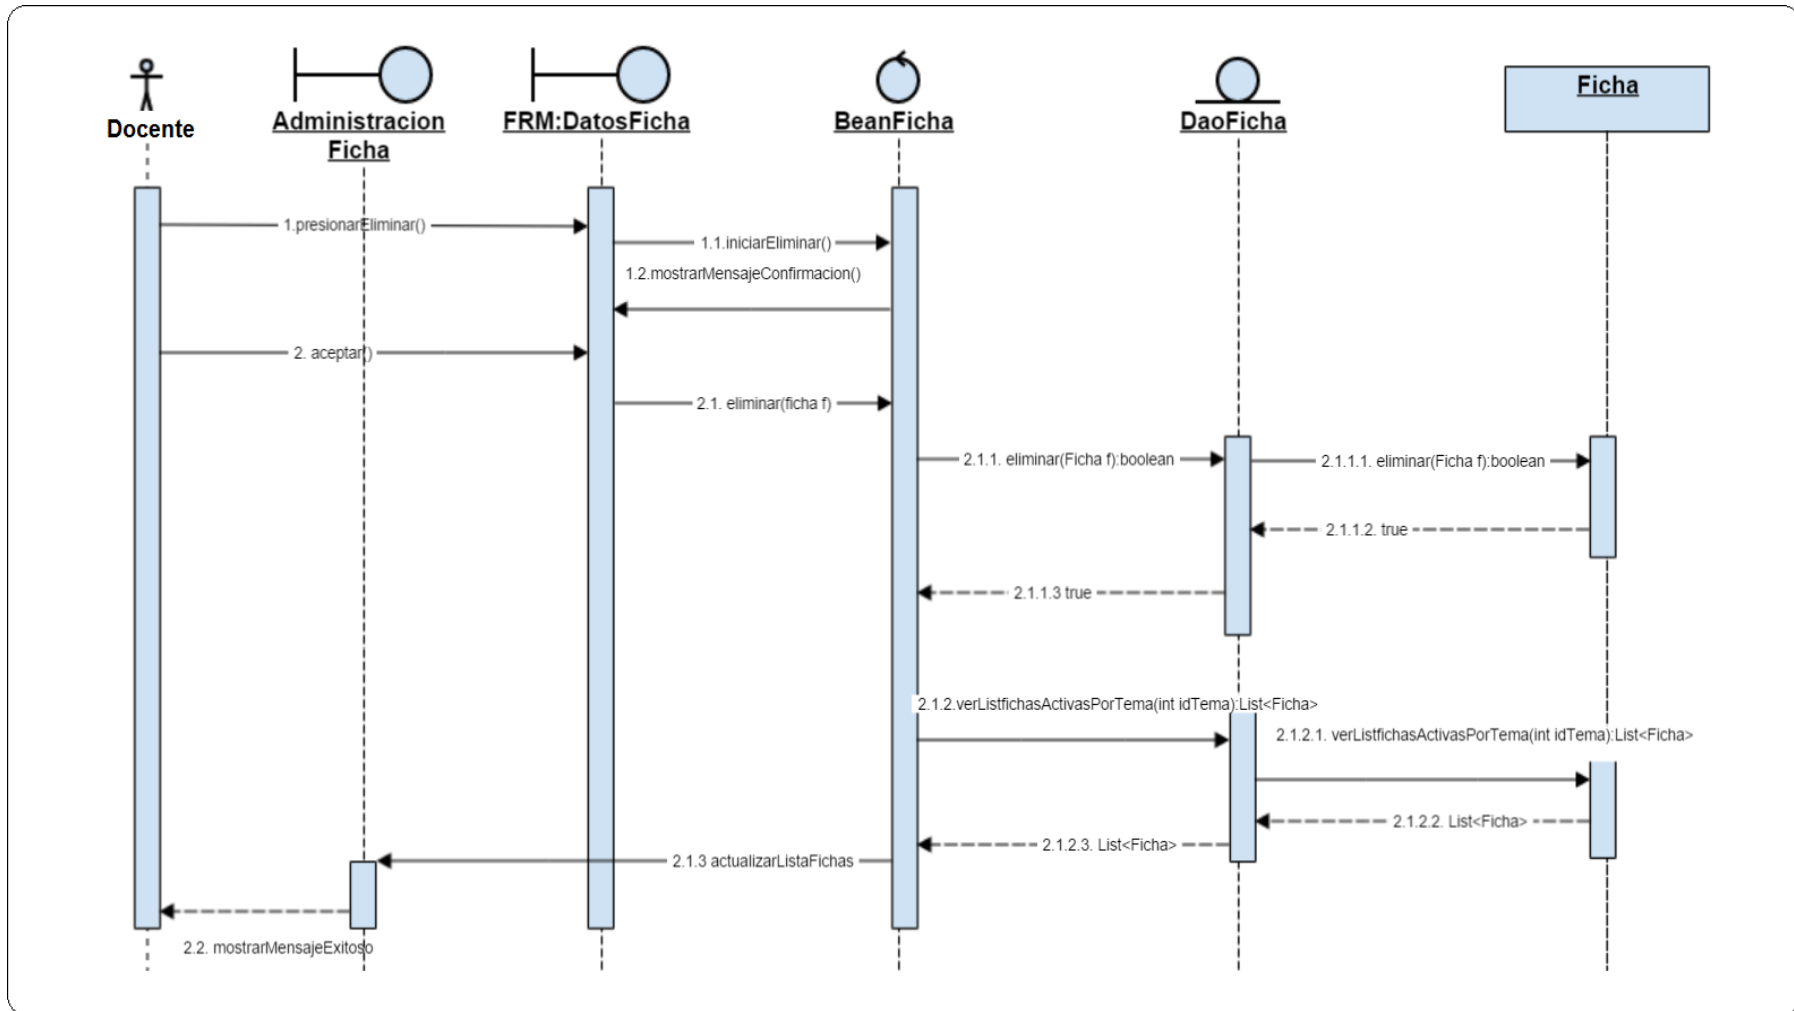 Docente
Administracion
Ficha
FRM:DatosFicha
BeanFicha
DaoFicha
Ficha
1.presionarEliminar()
1.1.iniciarEliminar()
1.2.mostrarMensajeConfirmacion()
2. aceptar()
2.1. eliminar(ficha f)
2.1.1. eliminar(Ficha f):boolean
2.1.1.1. eliminar(Ficha f):boolean
2.1.1.2. true
2.1.1.3 true
2.1.2.verListfichasActivasPorTema(int idTema):List<Ficha>
2.1.2.1. verListfichasActivasPorTema(int idTema):List<Ficha>
2.1.2.2. List<Ficha>
2.1.2.3. List<Ficha>
2.1.3 actualizarListaFichas
2.2. mostrarMensajeExitoso